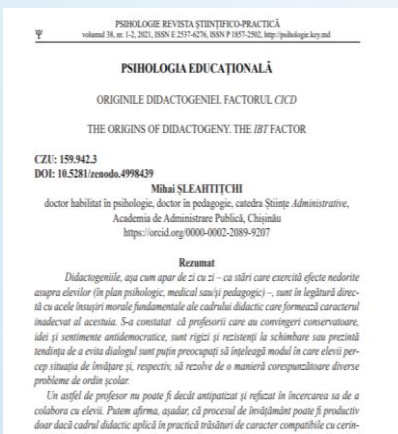 PSIHOLOGIE REVISTA ŞTIINŢIFICO-PRACTICĂ
Ψ volumul 38, nr. 1-2, 2021, ISSN E 2537-6276, ISSN P 1857-2502, http://psihologie.key.md
PSIHOLOGIA EDUCAŢIONALĂ
ORIGINILE DIDACTOGENIEI. FACTORUL CICD
THE ORIGINS OF DIDACTOGENY. THE IBT FACTOR
CZU: 159.942.3
DOI: 10.5281/zenodo.4998439
Mihai ŞLEAHTIŢCHI
doctor habilitat în psihologie, doctor în pedagogie, catedra Ştiinţe Administrative,
Academia de Administrare Publică, Chişinău
https://orcid.org/0000-0002-2089-9207
Rezumat
Didactogeniile, aşa cum apar de zi cu zi – ca stări care exercită efecte nedorite
asupra elevilor (în plan psihologic, medical sau/şi pedagogic) –, sunt în legătură direc-
tă cu acele însuşiri morale fundamentale ale cadrului didactic care formează caracterul
inadecvat al acestuia. S-a constatat că profesorii care au convingeri conservatoare,
idei şi sentimente antidemocratice, sunt rigizi şi rezistenţi la schimbare sau prezintă
tendinţa de a evita dialogul sunt puţin preocupaţi să înţeleagă modul în care elevii per-
cep situaţia de învăţare şi, respectiv, să rezolve de o manieră corespunzătoare diverse
probleme de ordin şcolar.
Un astfel de profesor nu poate fi decât antipatizat şi refuzat în încercarea sa de a
colabora cu elevii. Putem afirma, aşadar, că procesul de învăţământ poate fi productiv
doar dacă cadrul didactic aplică în practică trăsături de caracter compatibile cu cerin-